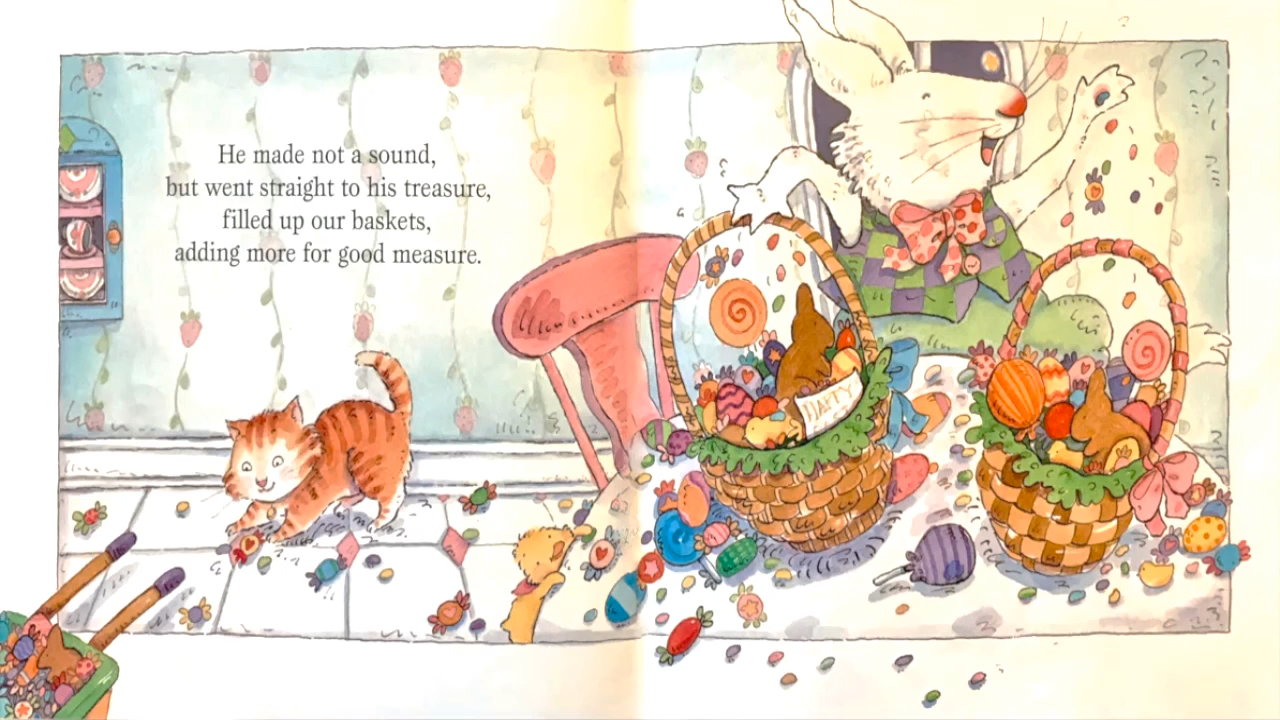 He made not a sound,
but went straight to his treasure,
filled up our baskets,
adding more for good measure.
HAPPY